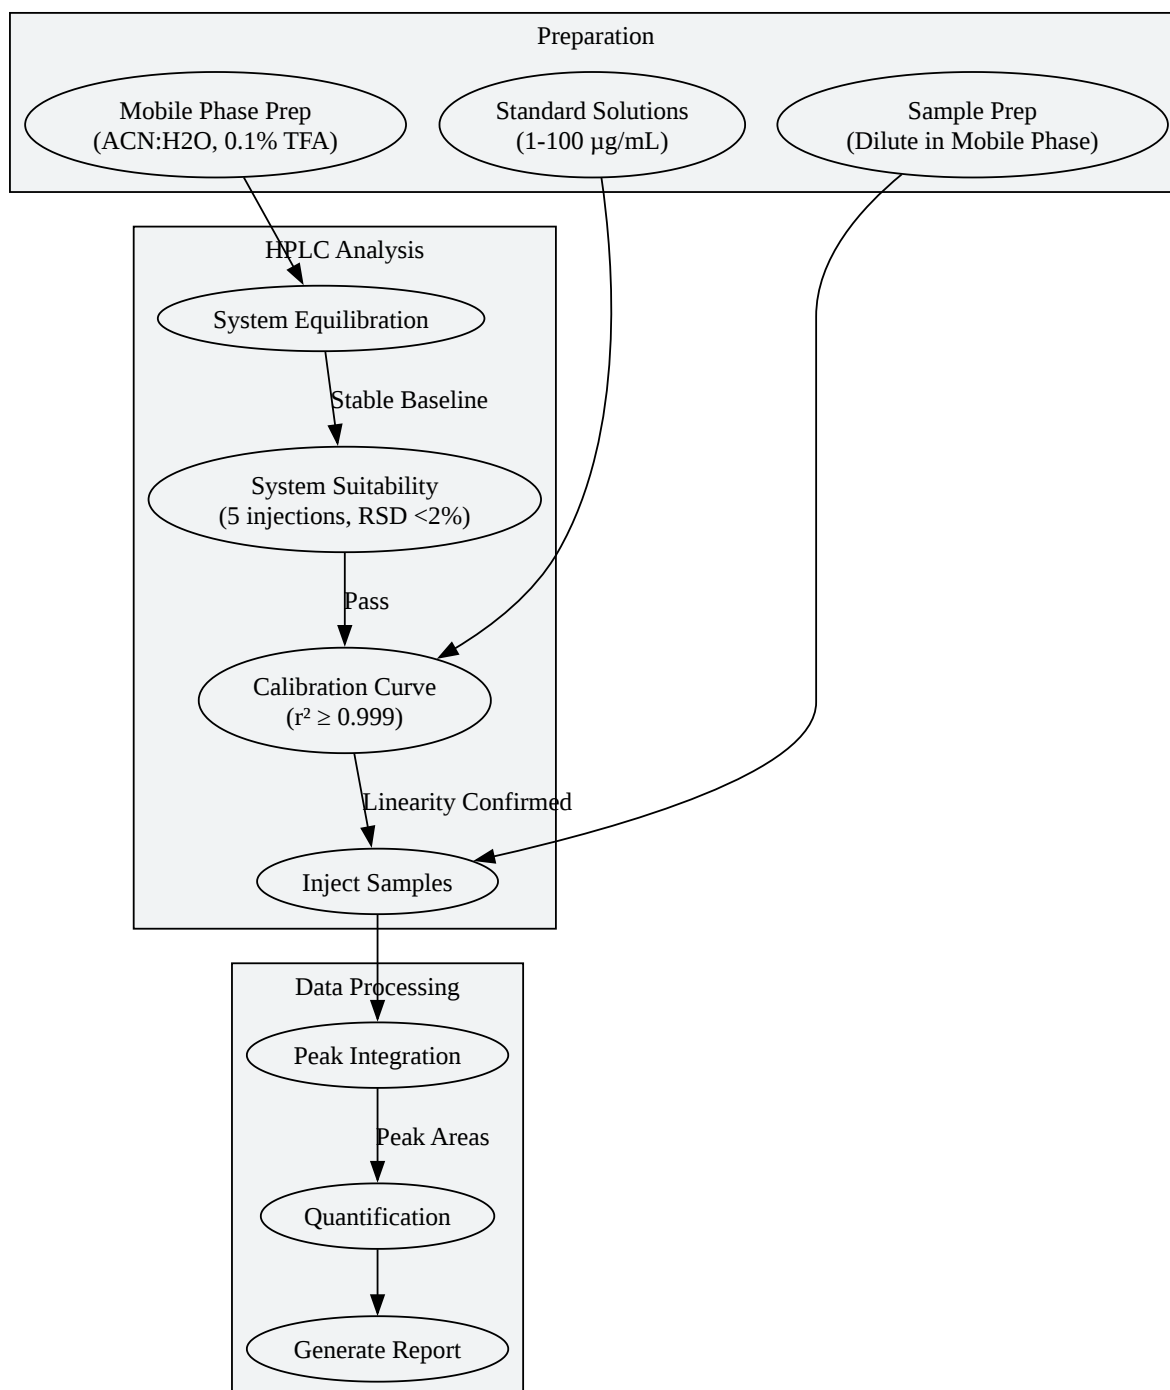 Preparation
Mobile Phase Prep
(ACN:H2O, 0.1% TFA)
Standard Solutions
(1-100 µg/mL)
Sample Prep
(Dilute in Mobile Phase)
HPLC Analysis
System Equilibration
Stable Baseline
System Suitability
(5 injections, RSD <2%)
Pass
Calibration Curve
(r² ≥ 0.999)
Linearity Confirmed
Inject Samples
Data Processing
Peak Integration
Peak Areas
Quantification
Generate Report